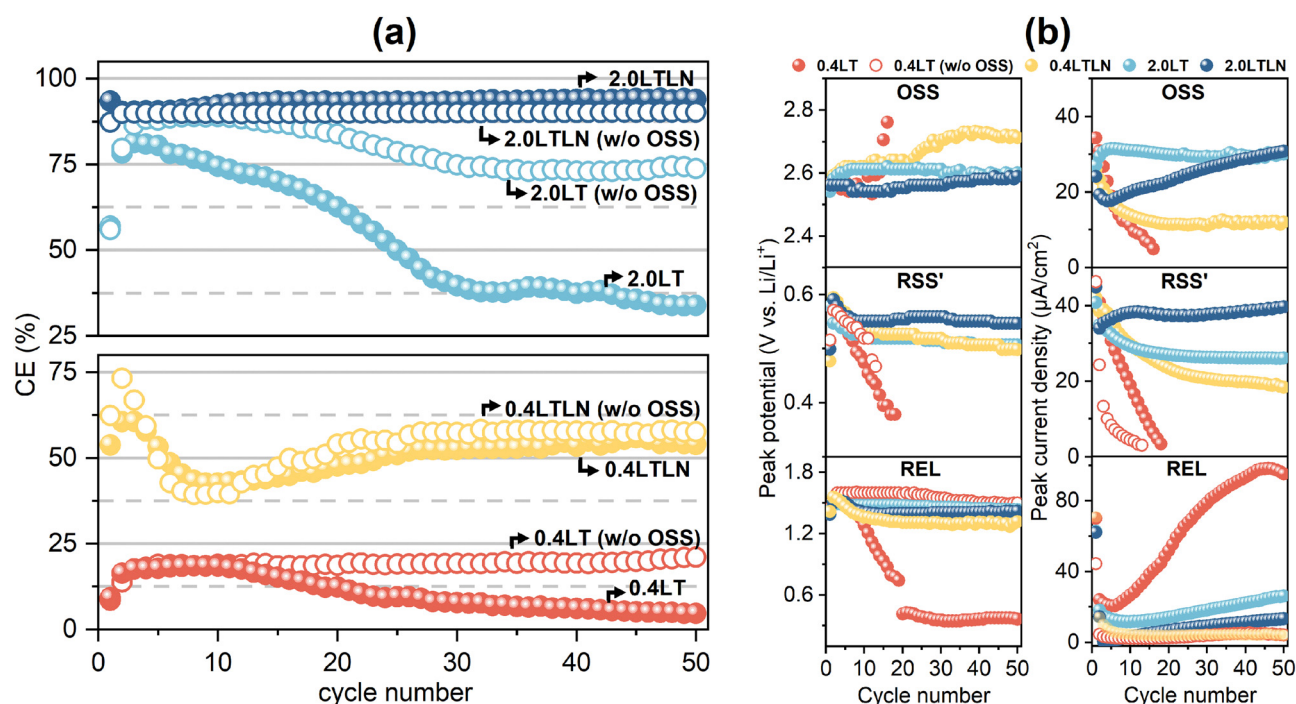 (a)
100
75
50
25
2.0LTLN
2.0LTLN (w/o OSS)
2.0LT (w/o OSS)
2.0LT
CE (%)
75
50
25
0
0.4LTLN (w/o OSS)
0.4LTLN
0.4LT (w/o OSS)
0.4LT
0 10 20 30 40 50
cycle number
(b)
0.4LT 0.4LT (w/o OSS) 0.4LTLN 2.0LT 2.0LTLN
OSS
2.8
2.6
2.4
RSS'
0.6
0.4
REL
1.8
1.5
1.2
0.9
0.6
Peak potential (V vs. Li/Li⁺)
0 10 20 30 40 50
Cycle number
OSS
40
20
0
RSS'
40
20
0
REL
80
40
0
Peak current density (µA/cm²)
0 10 20 30 40 50
Cycle number